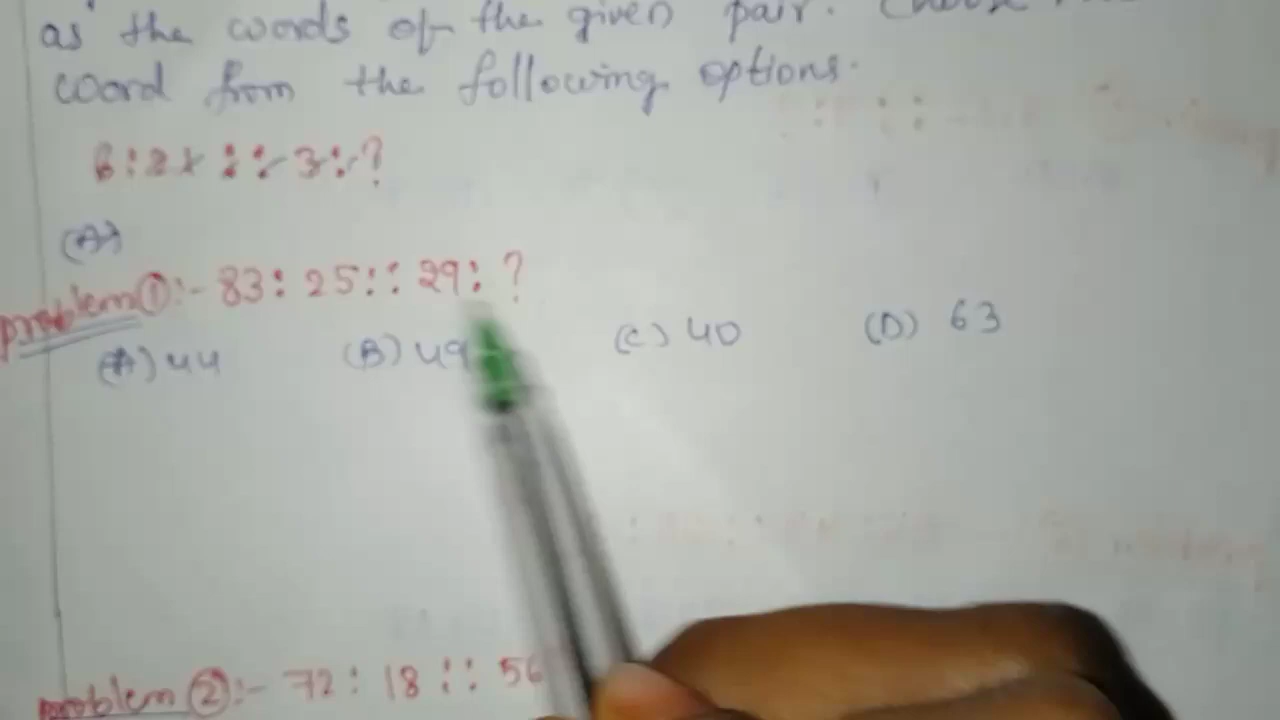 as the words of the given pair. Choose
word from the following options.
6 : 2 :: 3 : ?
(A)
problem ① :- 83 : 25 :: 29 : ?
(A) 44 (B) 49 (C) 40 (D) 63
problem ② :- 72 : 18 :: 56